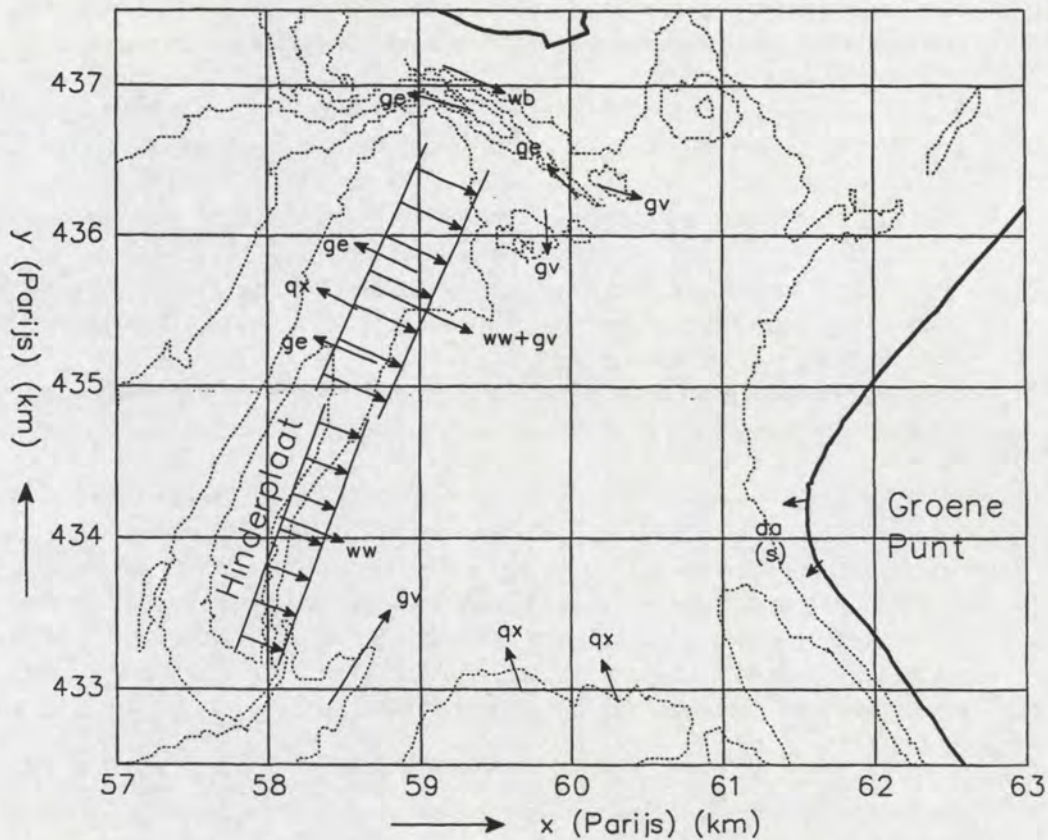 437
436
435
434
433
y (Parijs) (km)
57
58
59
60
61
62
63
x (Parijs) (km)
ge
wb
ge
gv
gv
ge
qx
ww+gv
ge
Hinderplaat
ww
gv
qx
qx
da
(s)
Groene
Punt